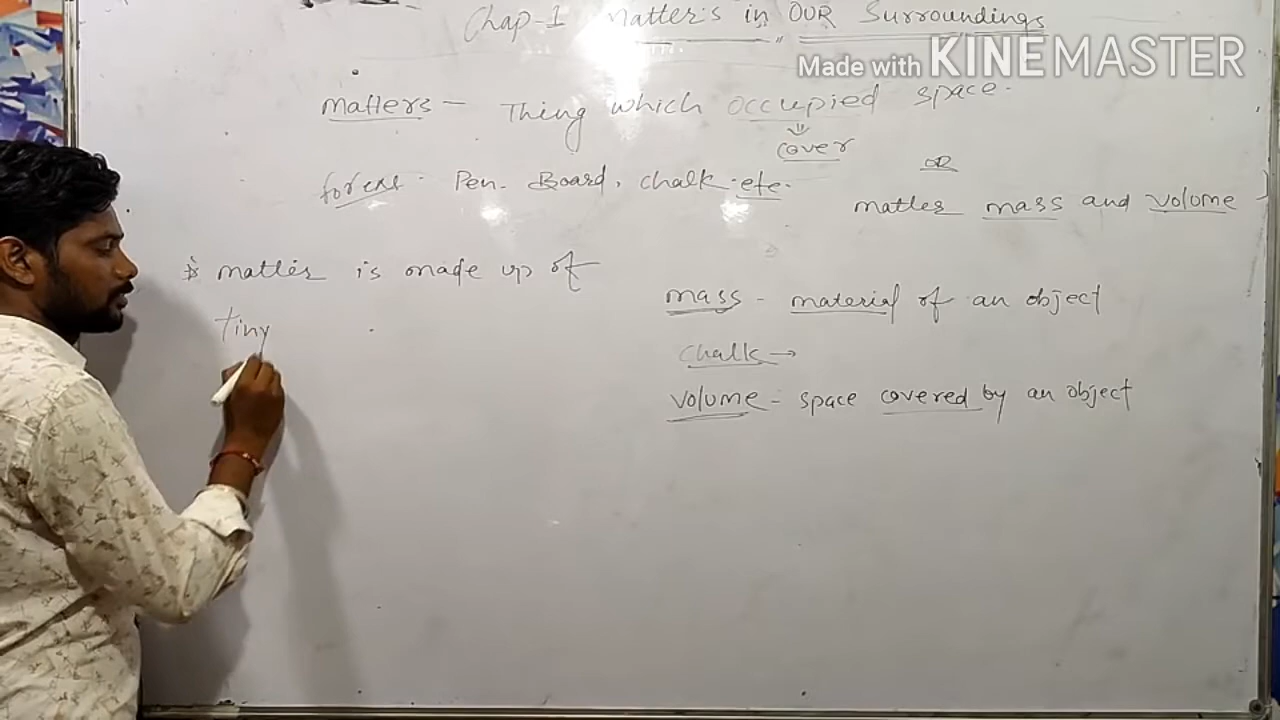 Chap-1 Matter's in OUR Surroundings
Made with KINEMASTER
matters - Thing which occupied space.
cover
forext. Pen. Board, chalk.etc.
OR
matter mass and volume
* matter is made up of
tiny
mass - material of an object
chalk →
volume - space covered by an object